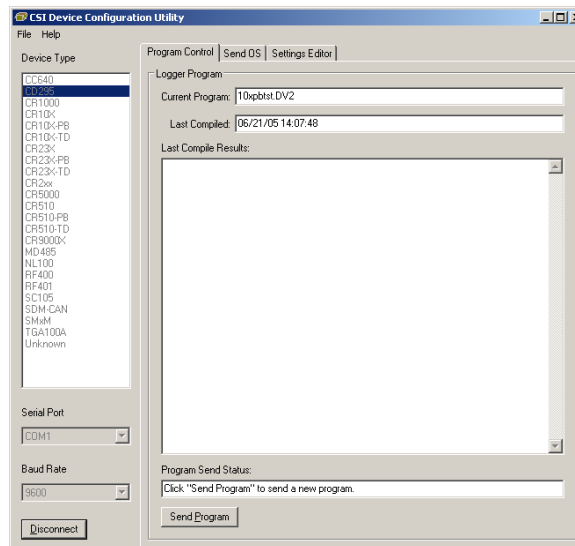 CSI Device Configuration Utility
File Help
Device Type
CC640
CD295
CR1000
CR10X
CR10X-PB
CR10X-TD
CR23X
CR23X-PB
CR23X-TD
CR2xx
CR5000
CR510
CR510-PB
CR510-TD
CR9000X
MD485
NL100
RF400
RF401
SC105
SDM-CAN
SMxM
TGA100A
Unknown
Serial Port
COM1
Baud Rate
9600
Disconnect
Program Control Send OS Settings Editor
Logger Program
Current Program: 10xpbtst.DV2
Last Compiled: 06/21/05 14:07:48
Last Compile Results:
Program Send Status:
Click "Send Program" to send a new program.
Send Program